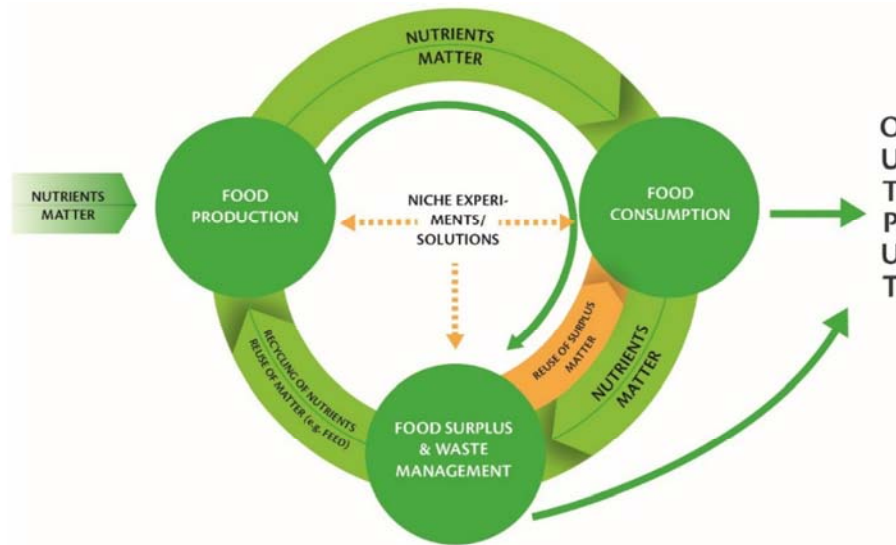 NUTRIENTS
MATTER
NUTRIENTS
MATTER
FOOD
PRODUCTION
NICHE EXPERI-
MENTS/
SOLUTIONS
FOOD
CONSUMPTION
OUTPUT
RECYCLING OF NUTRIENTS
REUSE OF MATTER (e.g. FEED)
REUSE OF SURPLUS
MATTER
NUTRIENTS
MATTER
FOOD SURPLUS
& WASTE
MANAGEMENT